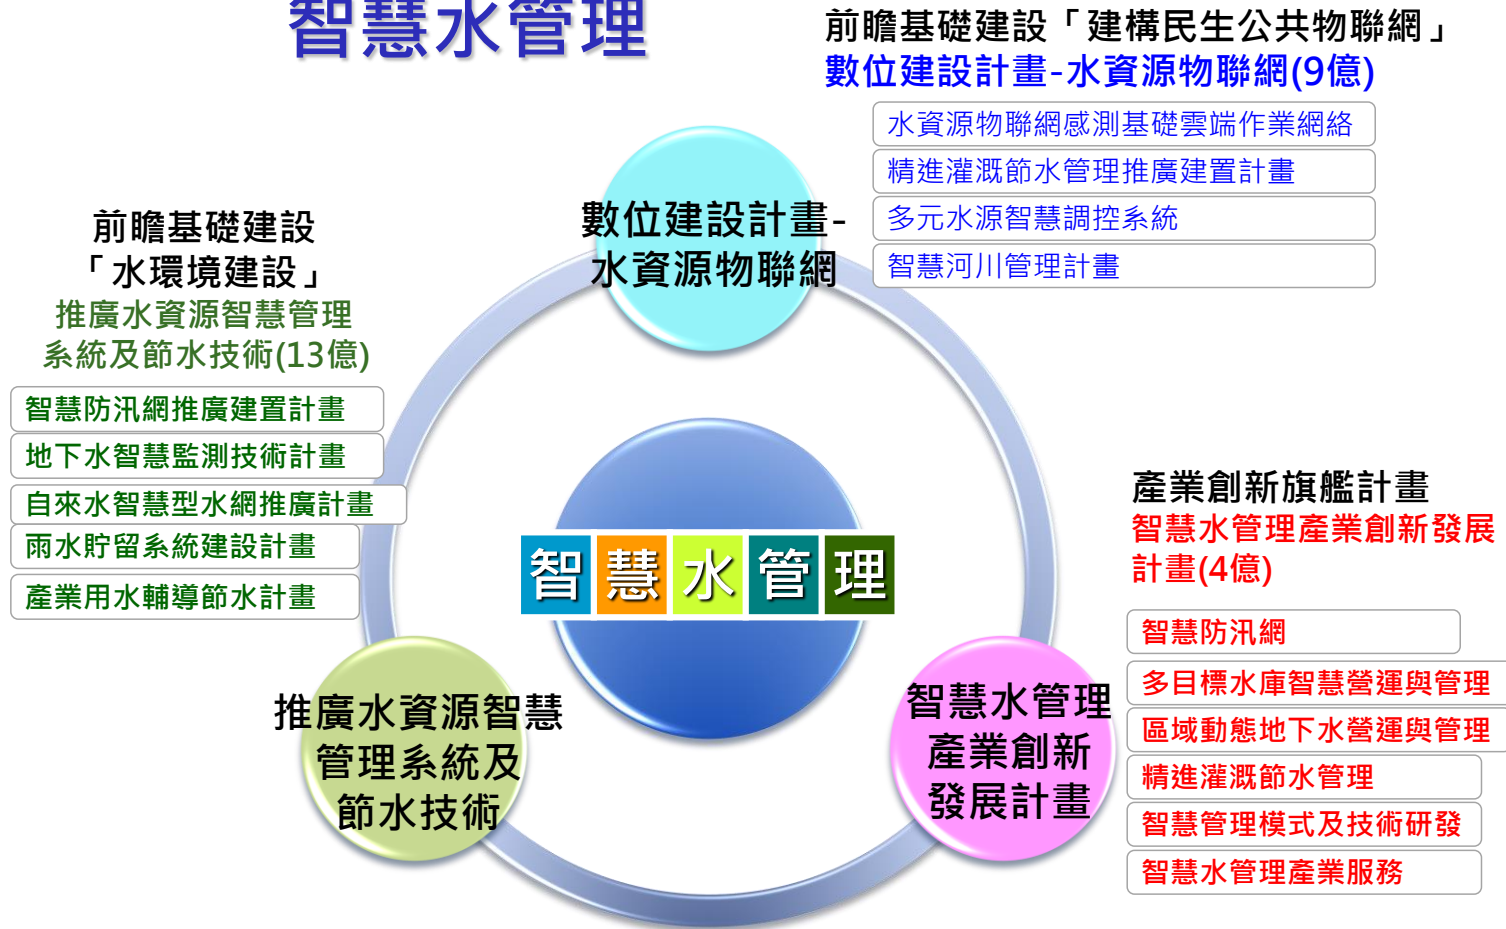 智慧水管理
前瞻基礎建設「建構民生公共物聯網」
數位建設計畫-水資源物聯網(9億)
水資源物聯網感測基礎雲端作業網絡
精進灌溉節水管理推廣建置計畫
多元水源智慧調控系統
智慧河川管理計畫
數位建設計畫-
水資源物聯網
前瞻基礎建設
「水環境建設」
推廣水資源智慧管理
系統及節水技術(13億)
智慧防汛網推廣建置計畫
地下水智慧監測技術計畫
自來水智慧型水網推廣計畫
雨水貯留系統建設計畫
產業用水輔導節水計畫
智慧水管理
產業創新旗艦計畫
智慧水管理產業創新發展
計畫(4億)
智慧防汛網
多目標水庫智慧營運與管理
區域動態地下水營運與管理
精進灌溉節水管理
智慧管理模式及技術研發
智慧水管理產業服務
推廣水資源智慧
管理系統及
節水技術
智慧水管理
產業創新
發展計畫